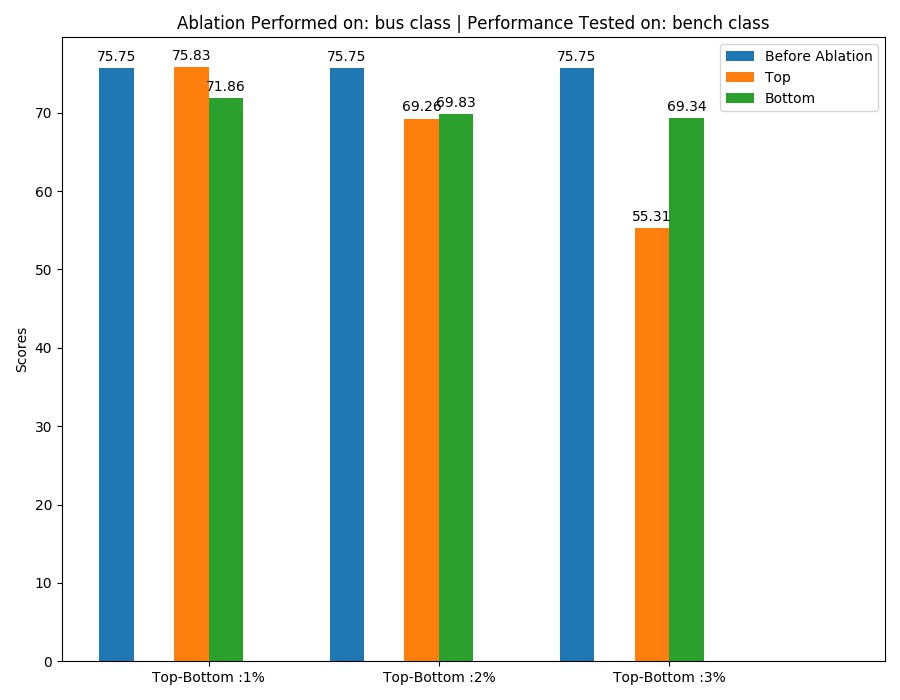 Ablation Performed on: bus class | Performance Tested on: bench class
75.75 75.83 71.86 75.75 69.26 69.83 75.75 55.31 69.34
Before Ablation
Top
Bottom
Scores
70
60
50
40
30
20
10
0
Top-Bottom :1% Top-Bottom :2% Top-Bottom :3%